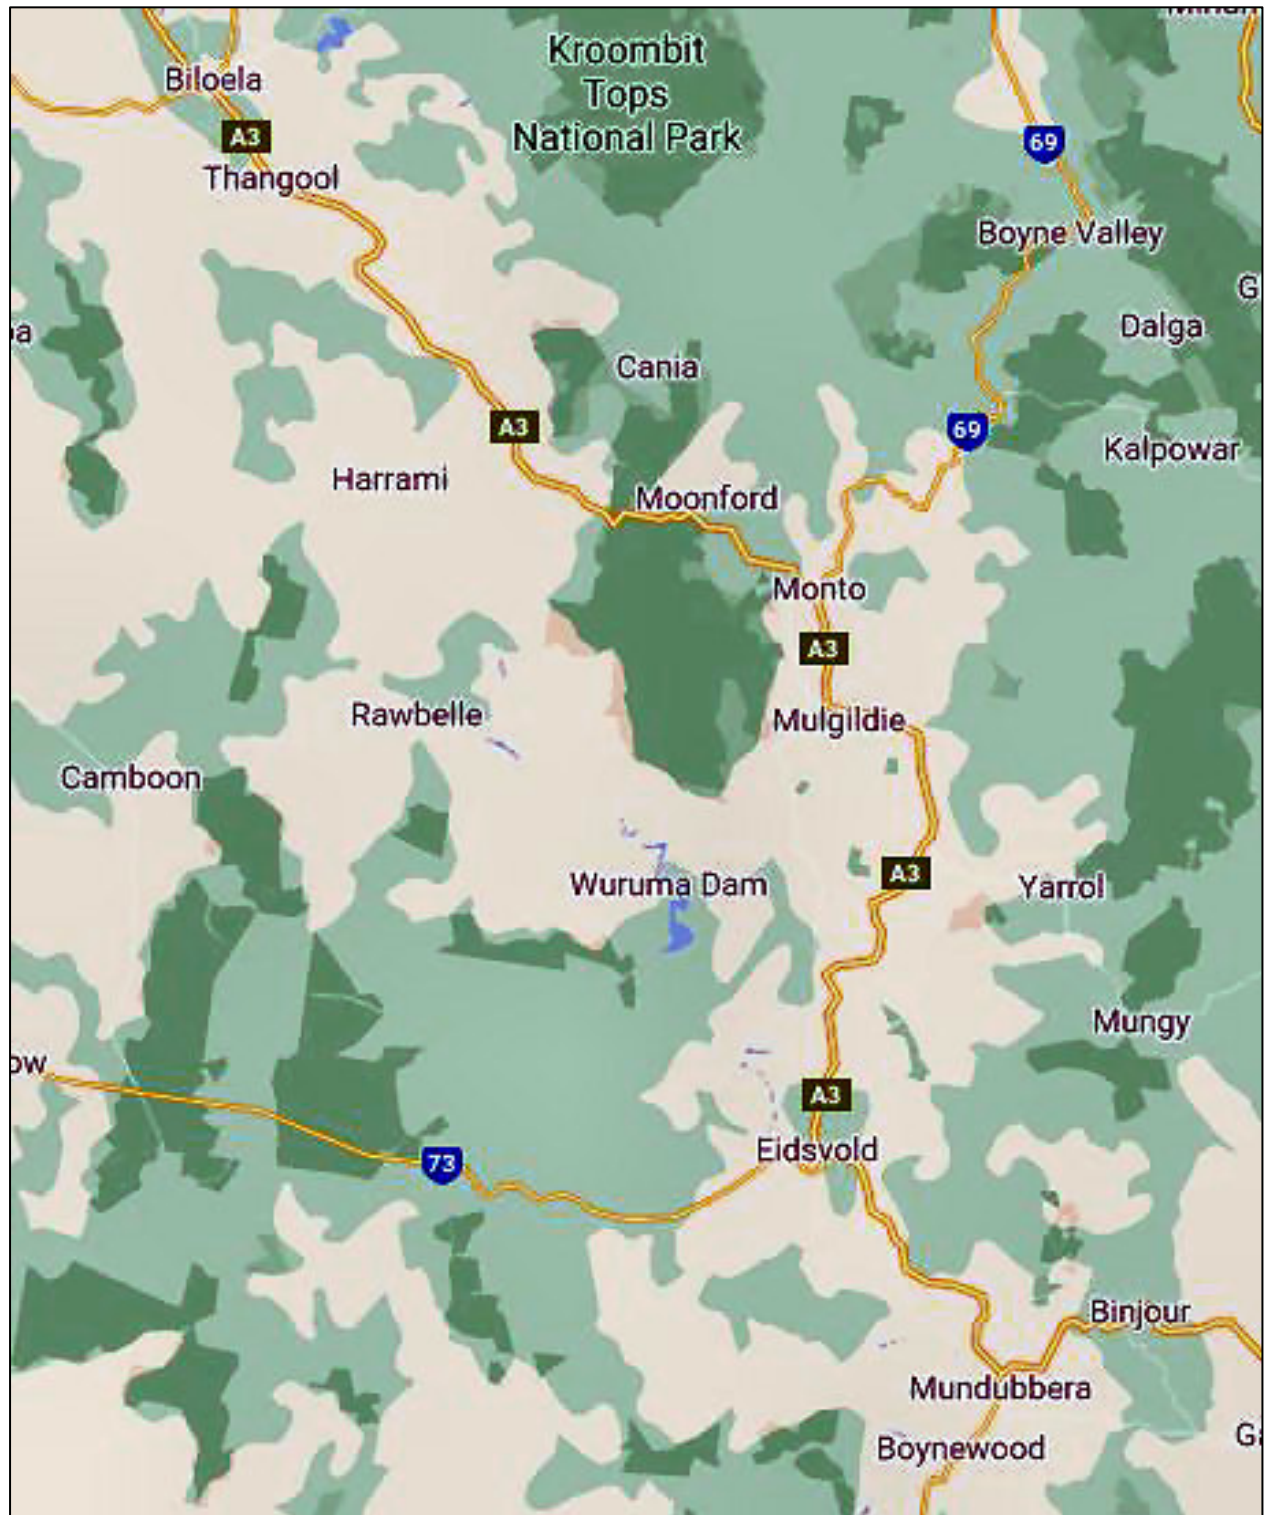 Kroombit
Tops
National Park
Biloela
A3
69
Thangool
Boyne Valley
Dalga
Cania
A3
69
Kalpowar
Harrami
Moonford
Monto
A3
Rawbelle
Mulgildie
Camboon
A3
Wuruma Dam
Yarrol
Mungy
A3
Eidsvold
73
Binjour
Mundubbera
Boynewood